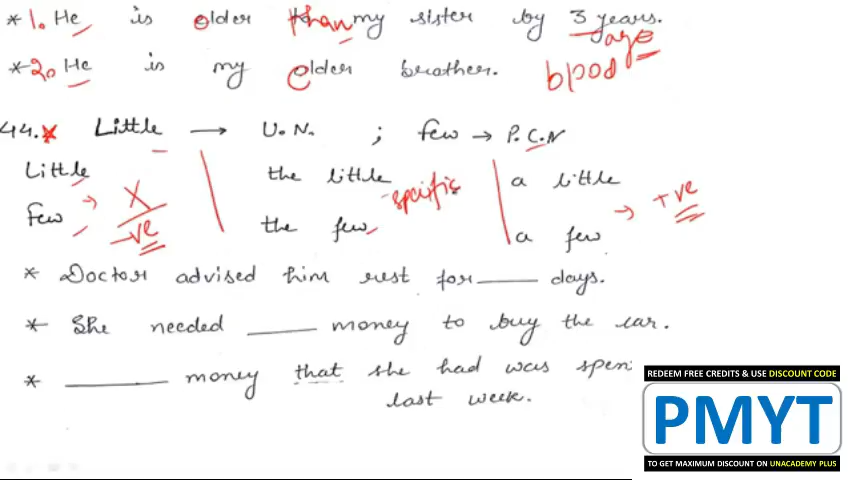 * 1. He is older than my sister by 3 years.
age
* 2. He is my elder brother. blood
44. * Little → U.N. ; few → P.C.N
Little the little a little
→ X -ve specific → +ve
few the few a few
* Doctor advised him rest for ____ days.
* She needed ____ money to buy the car.
* ____ money that she had was spen
last week.
REDEEM FREE CREDITS & USE DISCOUNT CODE
PMYT
TO GET MAXIMUM DISCOUNT ON UNACADEMY PLUS